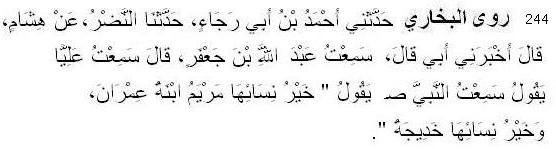 244 روى البخاري حَدَّثَنِي أَحْمَدُ بْنُ أَبِي رَجَاءٍ، حَدَّثَنَا النَّضْرُ، عَنْ هِشَامٍ،
قَالَ أَخْبَرَنِي أَبِي قَالَ، سَمِعْتُ عَبْدَ اللَّهِ بْنَ جَعْفَرٍ، قَالَ سَمِعْتُ عَلِيًّا
يَقُولُ سَمِعْتُ النَّبِيَّ صـ يَقُولُ " خَيْرُ نِسَائِهَا مَرْيَمُ ابْنَةُ عِمْرَانَ،
وَخَيْرُ نِسَائِهَا خَدِيجَةُ ".